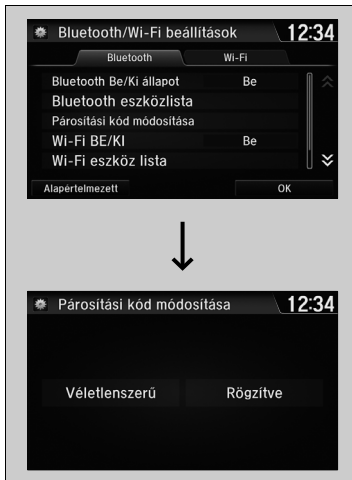 Bluetooth/Wi-Fi beállítások 12:34
Bluetooth Wi-Fi
Bluetooth Be/Ki állapot Be
Bluetooth eszközlista
Párosítási kód módosítása
Wi-Fi BE/KI Be
Wi-Fi eszköz lista
Alapértelmezett OK
Párosítási kód módosítása 12:34
Véletlenszerű Rögzítve